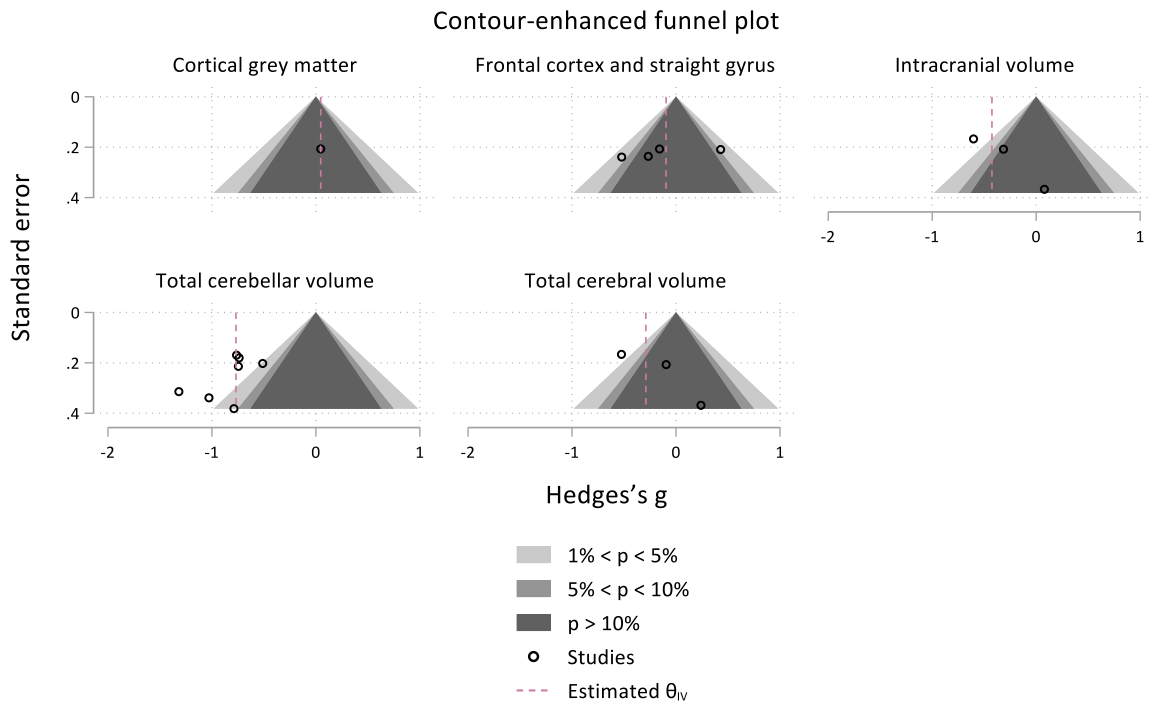 Contour-enhanced funnel plot
Cortical grey matter
Frontal cortex and straight gyrus
Intracranial volume
0
.2
.4
-2 -1 0 1
Standard error
Total cerebellar volume
Total cerebral volume
0
.2
.4
-2 -1 0 1
-2 -1 0 1
Hedges’s g
1% < p < 5%
5% < p < 10%
p > 10%
Studies
Estimated θIV